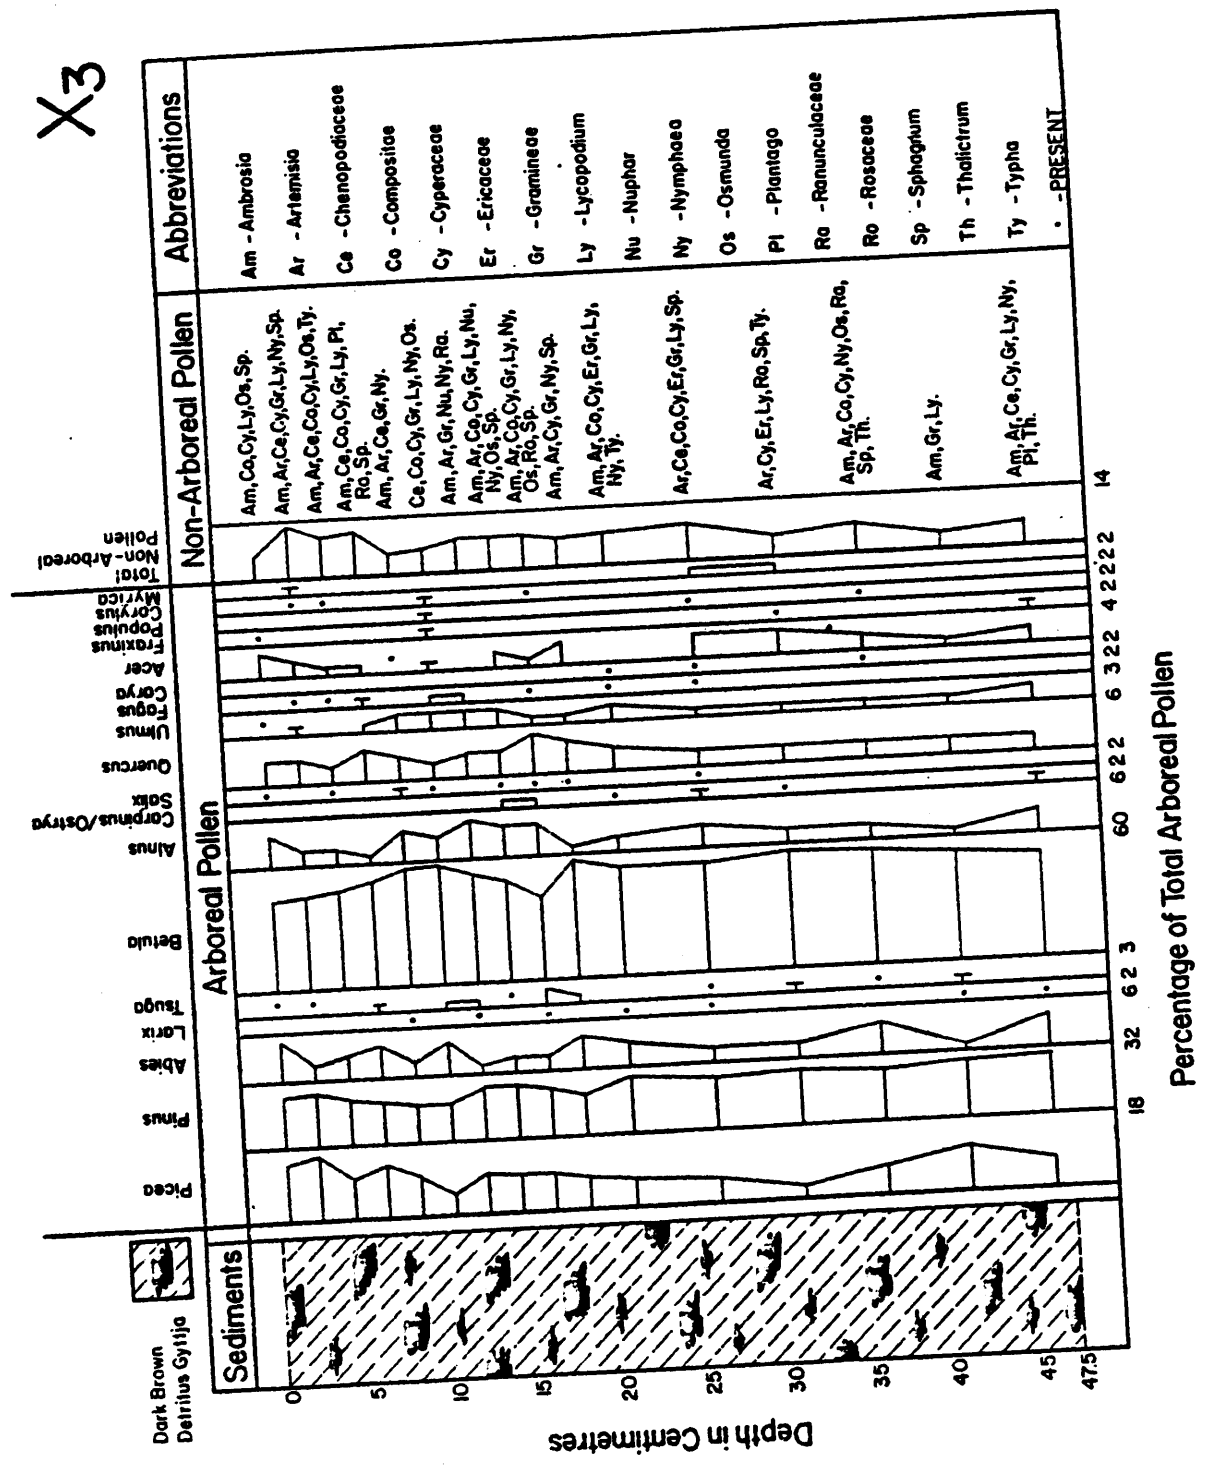 X3
Dark Brown
Detritus Gyttja
Sediments
Arboreal Pollen
Non-Arboreal Pollen
Abbreviations
Picea
Pinus
Abies
Larix
Tsuga
Betula
Alnus
Carpinus/Ostrya
Salix
Quercus
Ulmus
Fagus
Carya
Acer
Fraxinus
Populus
Corylus
Myrica
Total
Non-Arboreal
Pollen
Am,Co,Cy,Ly,Os,Sp.
Am,Ar,Ce,Cy,Gr,Ly,Ny,Sp.
Am,Ar,Ce,Co,Cy,Ly,Os,Ty.
Am,Ce,Co,Cy,Gr,Ly,Pl,
Ro,Sp.
Am,Ar,Ce,Gr,Ny.
Ce,Co,Cy,Gr,Ly,Ny,Os.
Am,Ar,Gr,Nu,Ny,Ra.
Am,Ar,Co,Cy,Gr,Ly,Nu,
Ny,Os,Sp.
Am,Ar,Co,Cy,Gr,Ly,Ny,
Os,Ro,Sp.
Am,Ar,Cy,Gr,Ny,Sp.
Am,Ar,Co,Cy,Er,Gr,Ly,
Ny,Ty.
Ar,Ce,Co,Cy,Er,Gr,Ly,Sp.
Ar,Cy,Er,Ly,Ro,Sp,Ty.
Am,Ar,Co,Cy,Ny,Os,Ra,
Sp,Th.
Am,Gr,Ly.
Am,Ar,Ce,Cy,Gr,Ly,Ny,
Pl,Th.
Am - Ambrosia
Ar - Artemisia
Ce - Chenopodiaceae
Co - Compositae
Cy - Cyperaceae
Er - Ericaceae
Gr - Gramineae
Ly - Lycopodium
Nu - Nuphar
Ny - Nymphaea
Os - Osmunda
Pl - Plantago
Ra - Ranunculaceae
Ro - Rosaceae
Sp - Sphagnum
Th - Thalictrum
Ty - Typha
• - PRESENT
0
5
10
15
20
25
30
35
40
45
47.5
Depth in Centimetres
18
32
6 2
3
60
6 2
2
6
3 2 2
4 2 2 2 2
14
Percentage of Total Arboreal Pollen